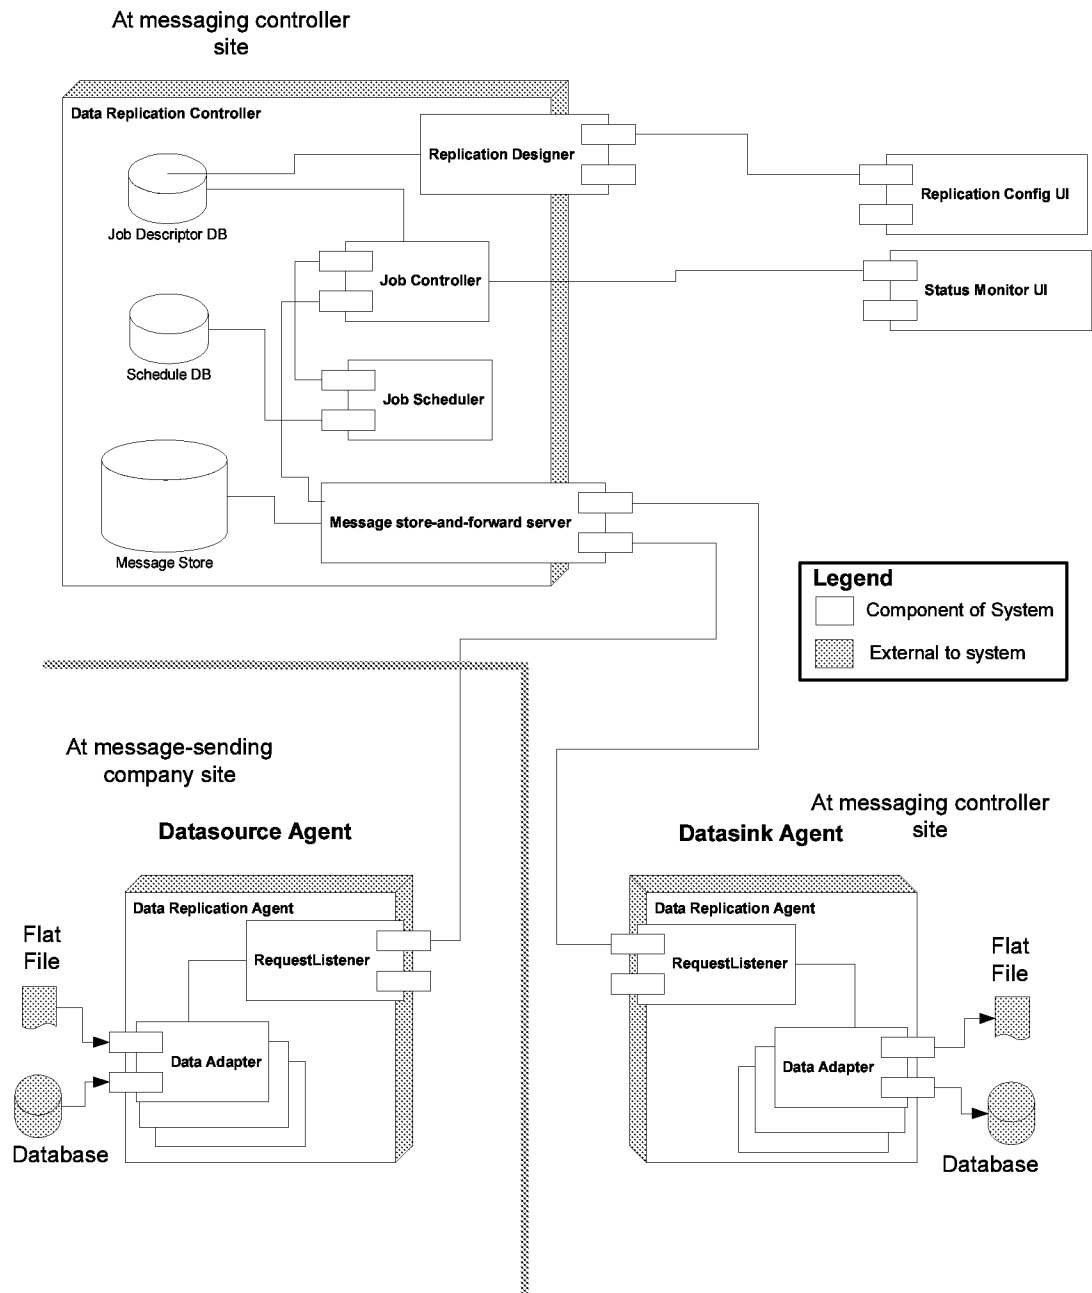 At messaging controller
site
Data Replication Controller
Replication Designer
Replication Config UI
Job Descriptor DB
Job Controller
Status Monitor UI
Schedule DB
Job Scheduler
Message store-and-forward server
Message Store
Legend
Component of System
External to system
At message-sending
company site
Datasource Agent
Data Replication Agent
RequestListener
Flat
File
Data Adapter
Database
At messaging controller
site
Datasink Agent
Data Replication Agent
RequestListener
Flat
File
Data Adapter
Database